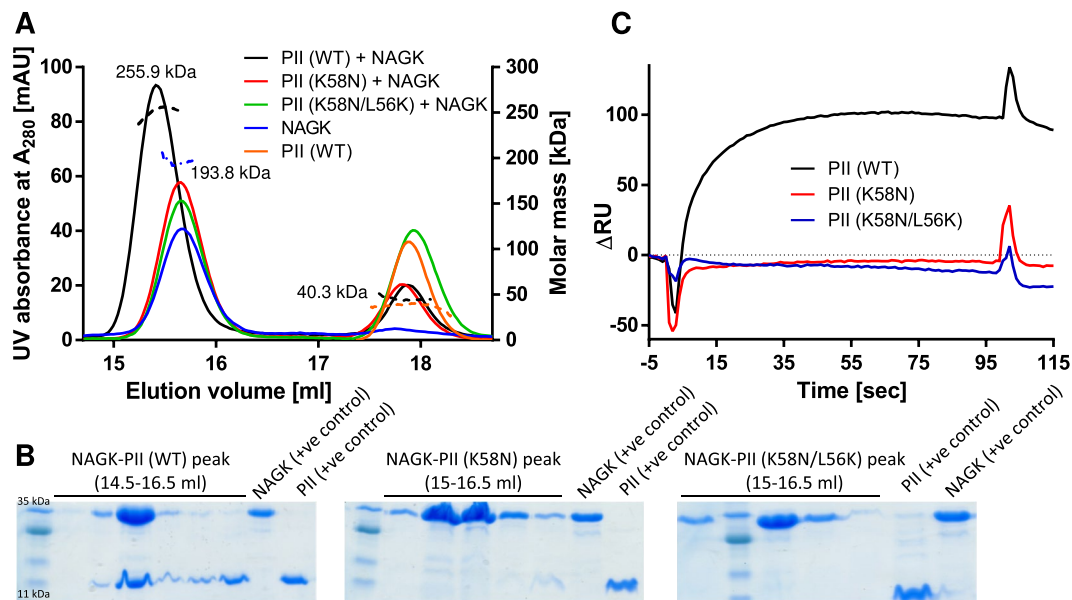 A
UV absorbance at A280 [mAU]
100
80
60
40
20
0
255.9 kDa
193.8 kDa
40.3 kDa
PII (WT) + NAGK
PII (K58N) + NAGK
PII (K58N/L56K) + NAGK
NAGK
PII (WT)
300
250
200
150
100
50
0
Molar mass [kDa]
15
16
17
18
Elution volume [ml]
C
ΔRU
100
50
0
-50
PII (WT)
PII (K58N)
PII (K58N/L56K)
-5
15
35
55
75
95
115
Time [sec]
B
NAGK-PII (WT) peak
(14.5-16.5 ml)
NAGK (+ve control)
PII (+ve control)
NAGK-PII (K58N) peak
(15-16.5 ml)
NAGK (+ve control)
PII (+ve control)
NAGK-PII (K58N/L56K) peak
(15-16.5 ml)
PII (+ve control)
NAGK (+ve control)
35 kDa
11 kDa